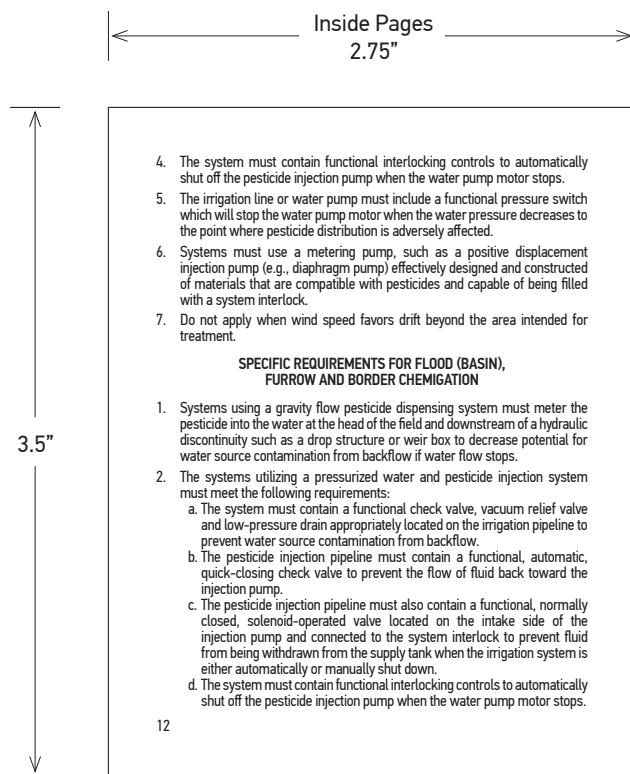 Inside Pages
2.75”
3.5”
4. The system must contain functional interlocking controls to automatically
shut off the pesticide injection pump when the water pump motor stops.
5. The irrigation line or water pump must include a functional pressure switch
which will stop the water pump motor when the water pressure decreases to
the point where pesticide distribution is adversely affected.
6. Systems must use a metering pump, such as a positive displacement
injection pump (e.g., diaphragm pump) effectively designed and constructed
of materials that are compatible with pesticides and capable of being filled
with a system interlock.
7. Do not apply when wind speed favors drift beyond the area intended for
treatment.
SPECIFIC REQUIREMENTS FOR FLOOD (BASIN),
FURROW AND BORDER CHEMIGATION
1. Systems using a gravity flow pesticide dispensing system must meter the
pesticide into the water at the head of the field and downstream of a hydraulic
discontinuity such as a drop structure or weir box to decrease potential for
water source contamination from backflow if water flow stops.
2. The systems utilizing a pressurized water and pesticide injection system
must meet the following requirements:
a. The system must contain a functional check valve, vacuum relief valve
and low-pressure drain appropriately located on the irrigation pipeline to
prevent water source contamination from backflow.
b. The pesticide injection pipeline must contain a functional, automatic,
quick-closing check valve to prevent the flow of fluid back toward the
injection pump.
c. The pesticide injection pipeline must also contain a functional, normally
closed, solenoid-operated valve located on the intake side of the
injection pump and connected to the system interlock to prevent fluid
from being withdrawn from the supply tank when the irrigation system is
either automatically or manually shut down.
d. The system must contain functional interlocking controls to automatically
shut off the pesticide injection pump when the water pump motor stops.
12